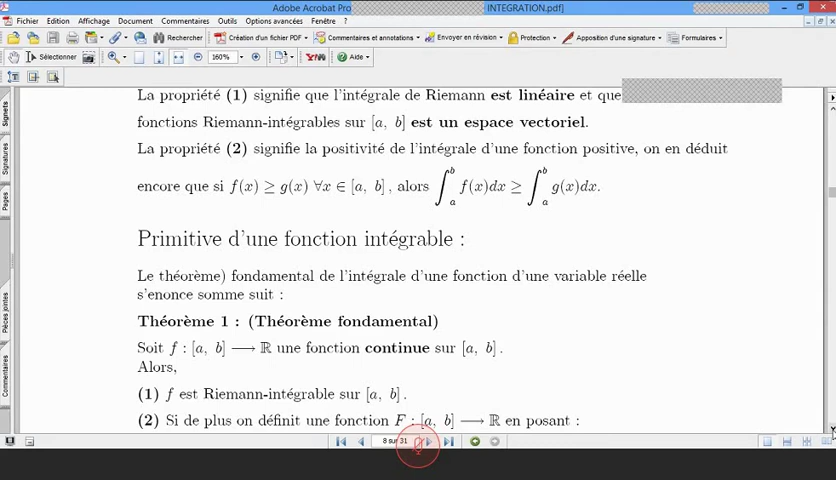 Adobe Acrobat Pro
INTEGRATION.pdf]
Fichier Edition Affichage Document Commentaires Outils Options avancées Fenêtre ?
Rechercher Création d'un fichier PDF Commentaires et annotations Envoyer en révision Protection Apposition d'une signature Formulaires
Sélectionner 160% Aide
Signets
Signatures
Pages
Pièces jointes
Commentaires
La propriété (1) signifie que l'intégrale de Riemann est linéaire et que
fonctions Riemann-intégrables sur [a, b] est un espace vectoriel.
La propriété (2) signifie la positivité de l'intégrale d'une fonction positive, on en déduit
encore que si f(x) ≥ g(x) ∀x ∈ [a, b], alors ∫_a^b f(x)dx ≥ ∫_a^b g(x)dx.
Primitive d'une fonction intégrable :
Le théorème) fondamental de l'intégrale d'une fonction d'une variable réelle
s'enonce somme suit :
Théorème 1 : (Théorème fondamental)
Soit f : [a, b] ⟶ ℝ une fonction continue sur [a, b].
Alors,
(1) f est Riemann-intégrable sur [a, b].
(2) Si de plus on définit une fonction F : [a, b] ⟶ ℝ en posant :
8 sur 31